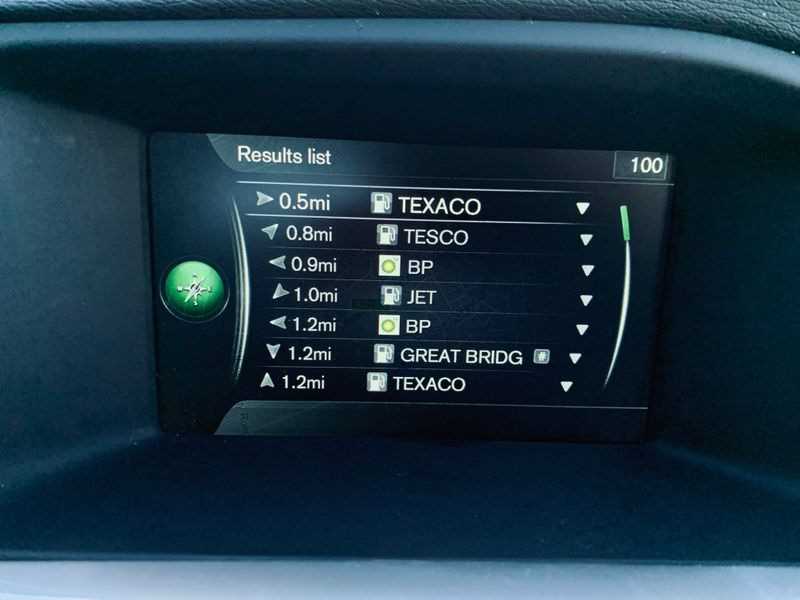 Results list 100
0.5mi TEXACO
0.8mi TESCO
0.9mi BP
1.0mi JET
1.2mi BP
1.2mi GREAT BRIDG #
1.2mi TEXACO